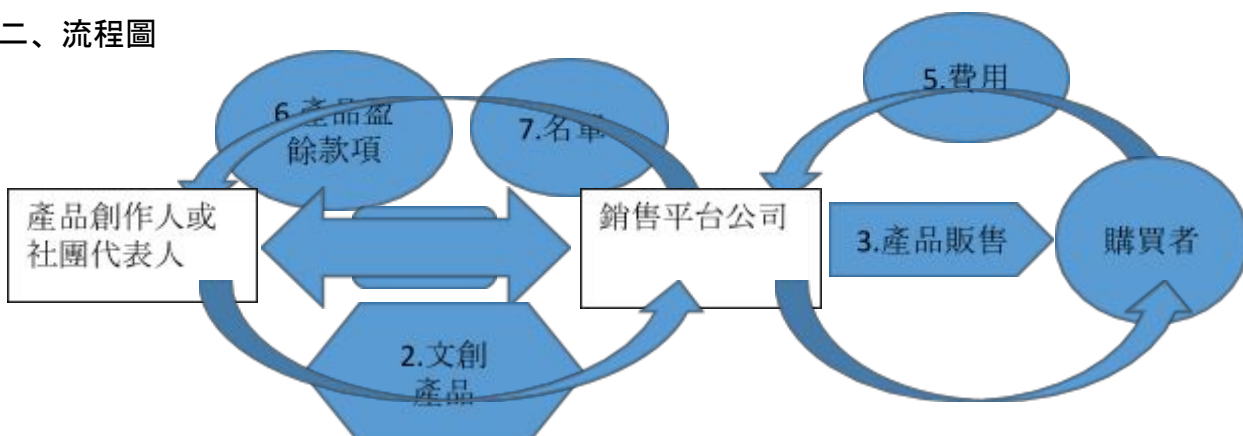 二、流程圖
5.費用
6.產品盈
餘款項
7.名單
產品創作人或
社團代表人
銷售平台公司
3.產品販售
購買者
2.文創
產品